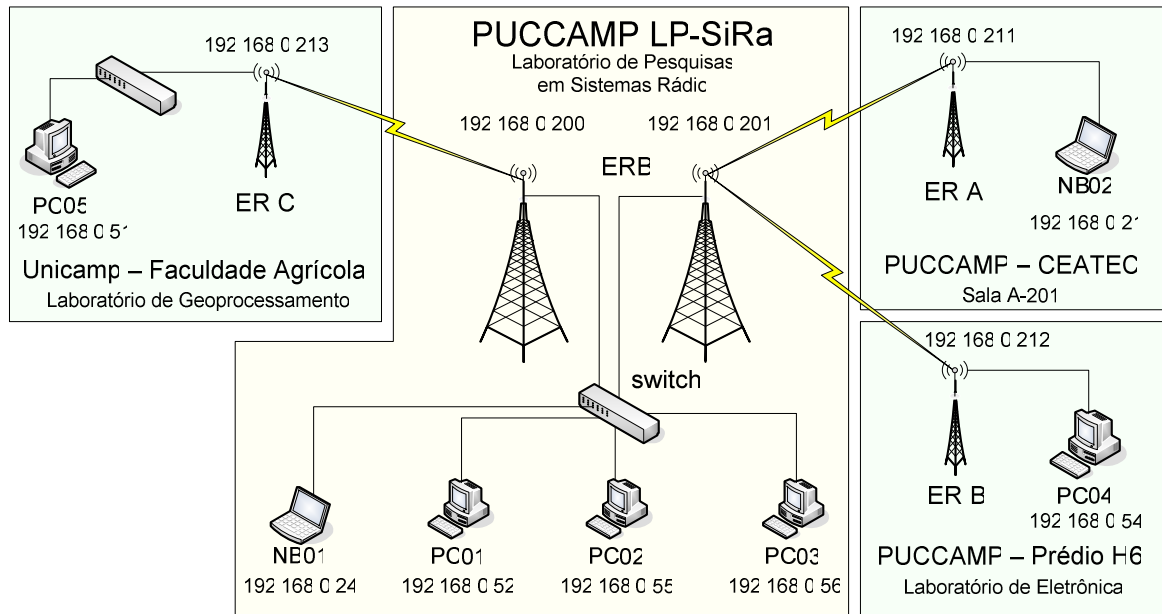 192 168 0 213
PC05
192 168 0 51
ER C
Unicamp – Faculdade Agrícola
Laboratório de Geoprocessamento
PUCCAMP LP-SiRa
Laboratório de Pesquisas
em Sistemas Rádio
192 168 0 200
192 168 0 201
ERB
switch
NB01
192 168 0 24
PC01
192 168 0 52
PC02
192 168 0 55
PC03
192 168 0 56
192 168 0 211
ER A
NB02
192 168 0 21
PUCCAMP – CEATEC
Sala A-201
192 168 0 212
ER B
PC04
192 168 0 54
PUCCAMP – Prédio H6
Laboratório de Eletrônica